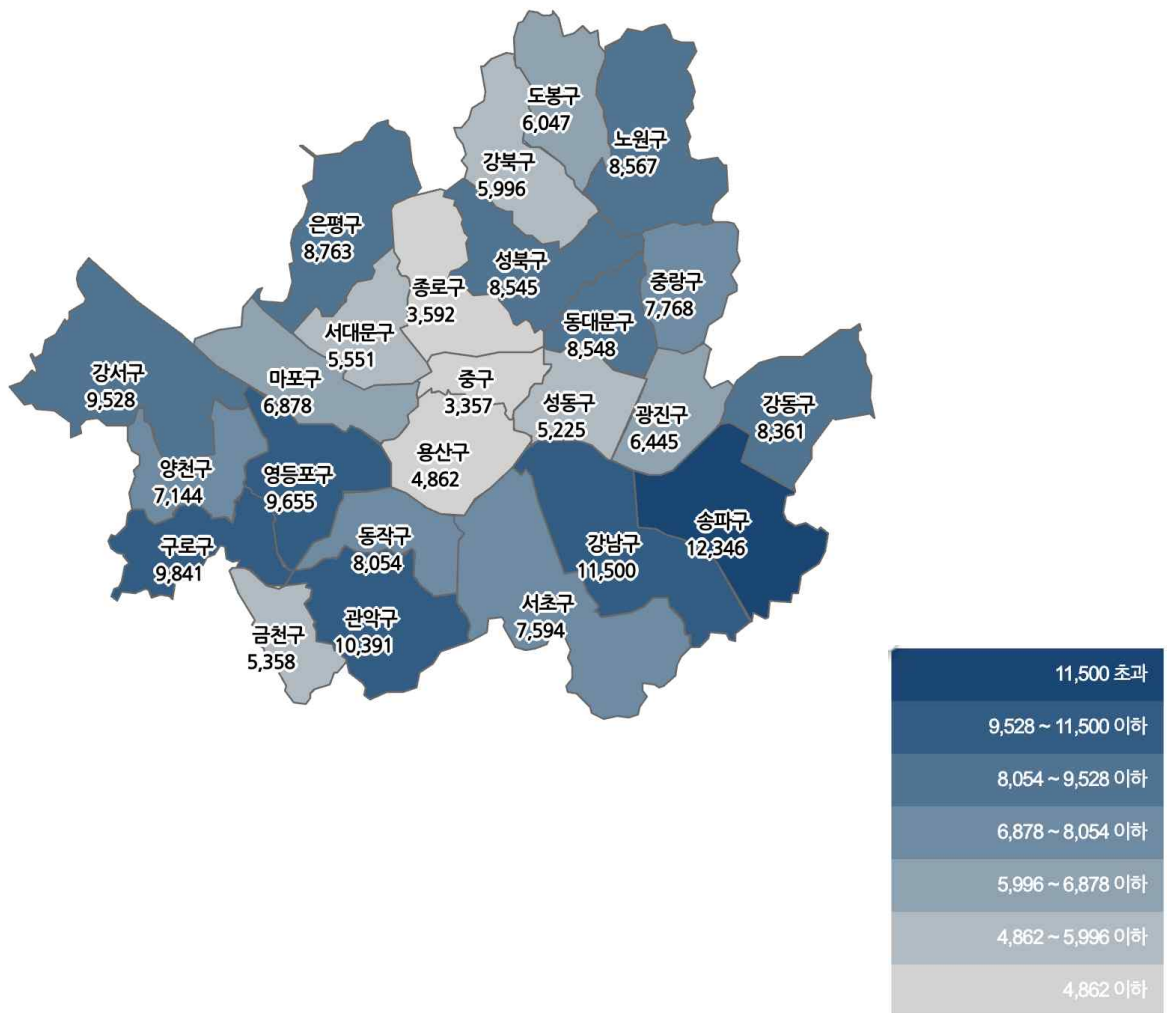 도봉구
6,047
노원구
8,567
강북구
5,996
은평구
8,763
성북구
8,545
중랑구
7,768
종로구
3,592
서대문구
5,551
동대문구
8,548
강서구
9,528
마포구
6,878
중구
3,357
성동구
5,225
광진구
6,445
강동구
8,361
용산구
4,862
양천구
7,144
영등포구
9,655
구로구
9,841
동작구
8,054
강남구
11,500
송파구
12,346
금천구
5,358
관악구
10,391
서초구
7,594
11,500 초과
9,528 ~ 11,500 이하
8,054 ~ 9,528 이하
6,878 ~ 8,054 이하
5,996 ~ 6,878 이하
4,862 ~ 5,996 이하
4,862 이하